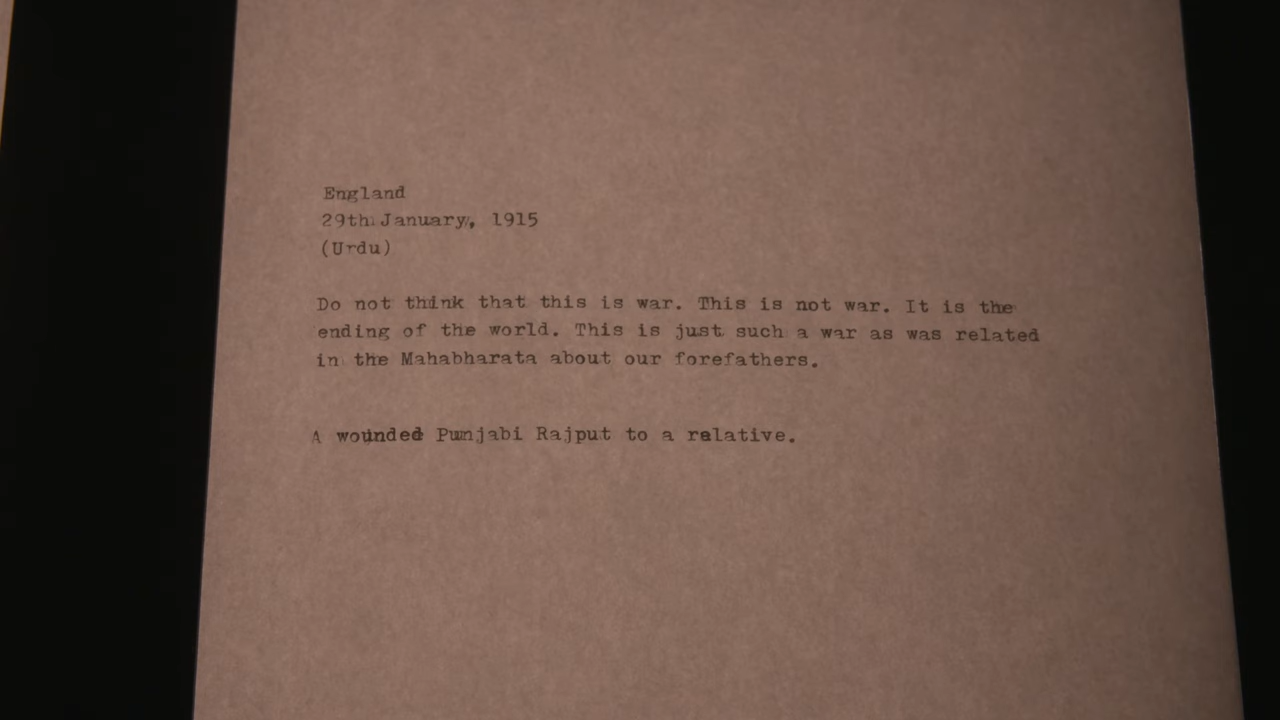 England
29th January, 1915
(Urdu)
Do not think that this is war. This is not war. It is the
ending of the world. This is just such a war as was related
in the Mahabharata about our forefathers.
A wounded Punjabi Rajput to a relative.